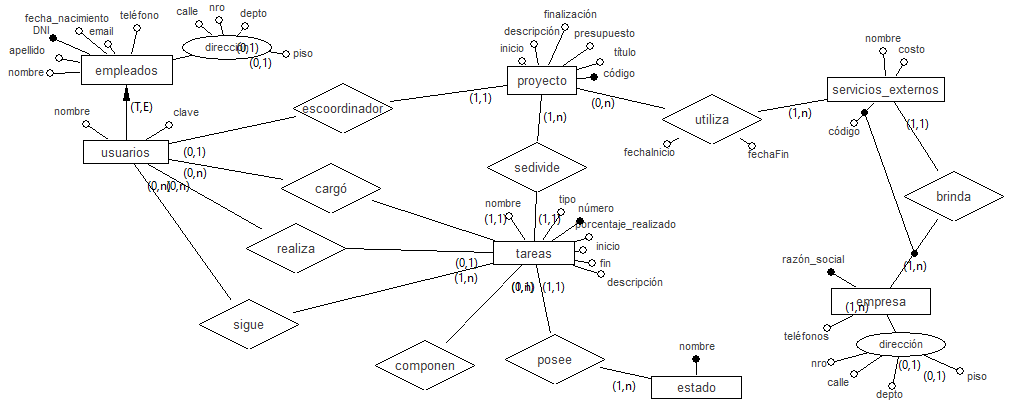 finalización
teléfono
nro
calle
depto
fecha_nacimiento
DNI
email
descripción
presupuesto
nombre
costo
inicio
título
apellido
dirección
(0,1)
piso
(0,1)
nombre
empleados
proyecto
código
servicios_externos
(T,E)
(1,1)
(0,n)
escoordinador
nombre
clave
(1,n)
utiliza
(1,n)
código
(1,1)
usuarios
(0,1)
fechaInicio
fechaFin
(0,n)
sedivide
(0,n)
(0,n)
cargó
brinda
nombre
tipo
número
(1,1)
(1,1)
porcentaje_realizado
realiza
tareas
inicio
(0,1)
fin
(1,n)
razón_social
(1,n)
descripción
(0,1)
(1,1)
empresa
(1,n)
sigue
teléfonos
dirección
nombre
componen
posee
nro
(0,1)
calle
(0,1)
piso
(1,n)
estado
depto